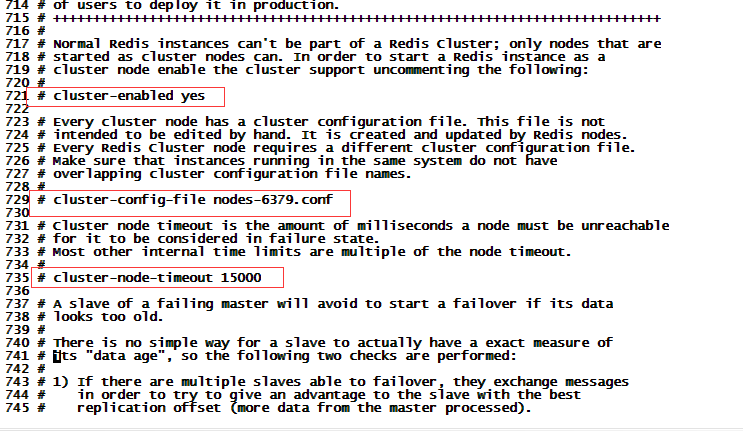 714 # of users to deploy it in production.
715 # ++++++++++++++++++++++++++++++++++++++++++++++++++++++++++++++++++++++++++++
716 #
717 # Normal Redis instances can't be part of a Redis Cluster; only nodes that are
718 # started as cluster nodes can. In order to start a Redis instance as a
719 # cluster node enable the cluster support uncommenting the following:
720 #
721 # cluster-enabled yes
722
723 # Every cluster node has a cluster configuration file. This file is not
724 # intended to be edited by hand. It is created and updated by Redis nodes.
725 # Every Redis Cluster node requires a different cluster configuration file.
726 # Make sure that instances running in the same system do not have
727 # overlapping cluster configuration file names.
728 #
729 # cluster-config-file nodes-6379.conf
730
731 # Cluster node timeout is the amount of milliseconds a node must be unreachable
732 # for it to be considered in failure state.
733 # Most other internal time limits are multiple of the node timeout.
734 #
735 # cluster-node-timeout 15000
736
737 # A slave of a failing master will avoid to start a failover if its data
738 # looks too old.
739 #
740 # There is no simple way for a slave to actually have a exact measure of
741 # its "data age", so the following two checks are performed:
742 #
743 # 1) If there are multiple slaves able to failover, they exchange messages
744 #    in order to try to give an advantage to the slave with the best
745 #    replication offset (more data from the master processed).